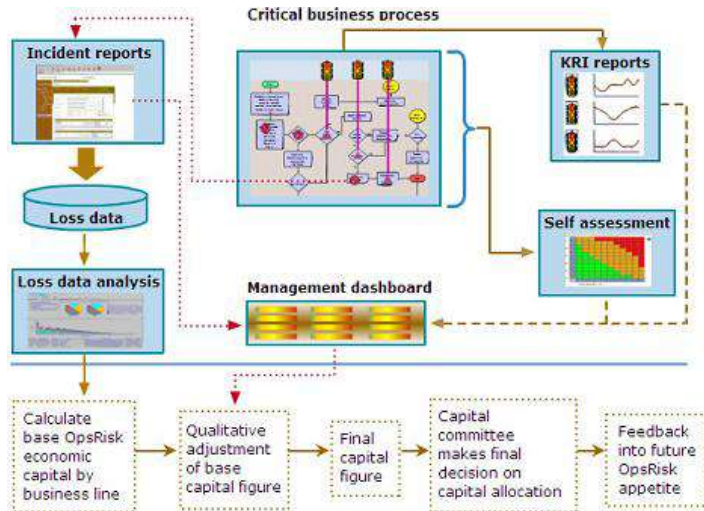 Critical business process
Incident reports
KRI reports
Loss data
Self assessment
Loss data analysis
Management dashboard
Calculate
base OpsRisk
economic
capital by
business line
Qualitative
adjustment
of base
capital figure
Final
capital
figure
Capital
committee
makes final
decision on
capital allocation
Feedback
into future
OpsRisk
appetite